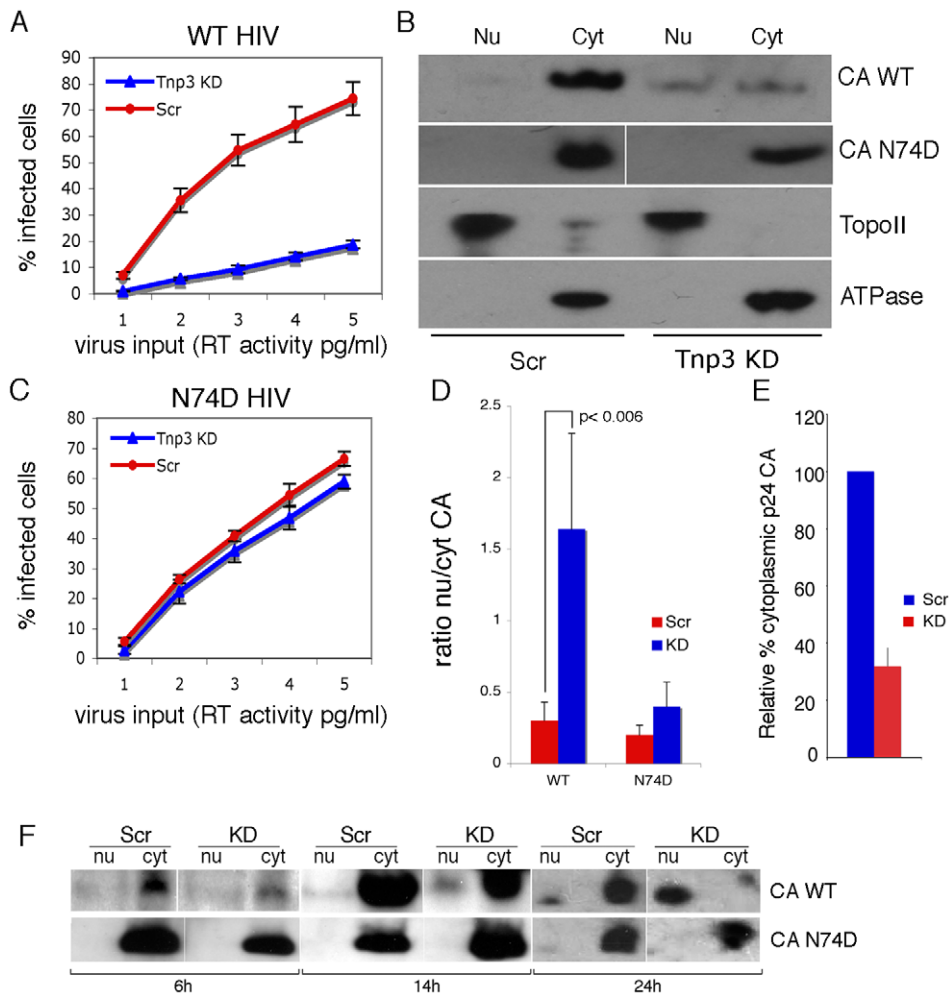 A
WT HIV
% infected cells
90
80
70
60
50
40
30
20
10
0
Tnp3 KD
Scr
1 2 3 4 5
virus input (RT activity pg/ml)
B
Nu Cyt Nu Cyt
CA WT
CA N74D
TopoII
ATPase
Scr Tnp3 KD
C
N74D HIV
% infected cells
80
70
60
50
40
30
20
10
0
Tnp3 KD
Scr
1 2 3 4 5
virus input (RT activity pg/ml)
D
ratio nu/cyt CA
2.5
2
1.5
1
0.5
0
p< 0.006
Scr
KD
WT N74D
E
Relative % cytoplasmic p24 CA
120
100
80
60
40
20
0
Scr
KD
F
Scr KD Scr KD Scr KD
nu cyt nu cyt nu cyt nu cyt nu cyt nu cyt
CA WT
CA N74D
6h 14h 24h